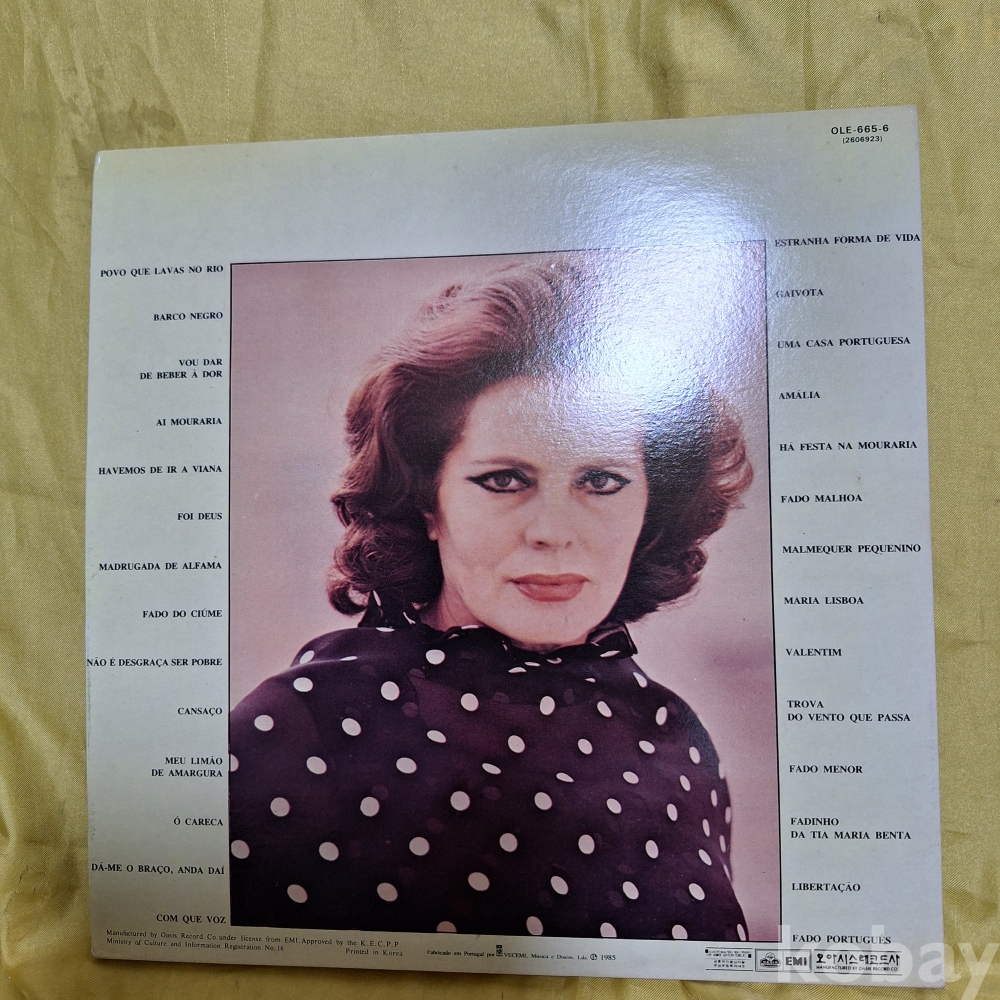 OLE-665-6
(2606923)
POVO QUE LAVAS NO RIO
BARCO NEGRO
VOU DAR
DE BEBER À DOR
AI MOURARIA
HAVEMOS DE IR A VIANA
FOI DEUS
MADRUGADA DE ALFAMA
FADO DO CIÚME
NÃO É DESGRAÇA SER POBRE
CANSAÇO
MEU LIMÃO
DE AMARGURA
Ó CARECA
DÁ-ME O BRAÇO, ANDA DAÍ
COM QUE VOZ
ESTRANHA FORMA DE VIDA
GAIVOTA
UMA CASA PORTUGUESA
AMÁLIA
HÁ FESTA NA MOURARIA
FADO MALHOA
MALMEQUER PEQUENINO
MARIA LISBOA
VALENTIM
TROVA
DO VENTO QUE PASSA
FADO MENOR
FADINHO
DA TIA MARIA BENTA
LIBERTAÇÃO
FADO PORTUGUÊS
Manufactured by Oasis Record Co. under license from EMI Approved by the K.E.C.P.P.
Ministry of Culture and Information Registration No. 16
Printed in Korea
Fabricado em Portugal por VECEMI, Música e Discos, Lda. Ⓟ 1985
EMI
오아시스레코드사
MANUFACTURED BY OASIS RECORD CO.
kobay